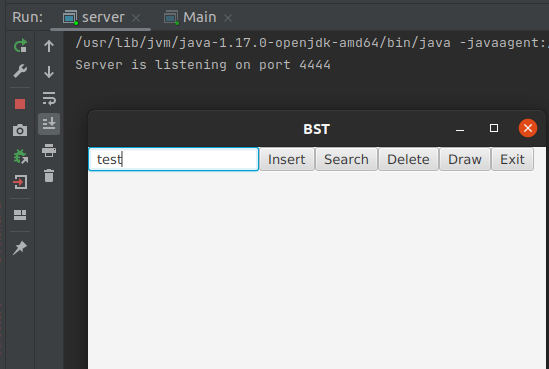 Run: server × Main ×
/usr/lib/jvm/java-1.17.0-openjdk-amd64/bin/java -javaagent:/
Server is listening on port 4444
BST
test Insert Search Delete Draw Exit